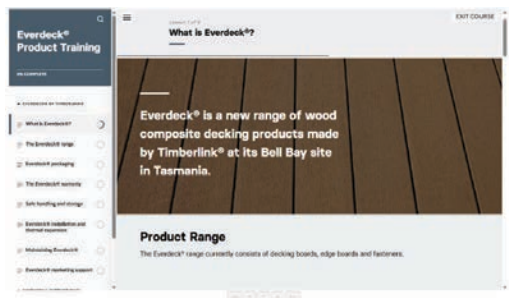 Everdeck®
Product Training
0% COMPLETE
What is Everdeck®?
The Everdeck® range
Everdeck® packaging
The Everdeck® warranty
Safe handling and storage
Everdeck® installation and
thermal expansion
Maintaining Everdeck®
Everdeck® marketing support
What is Everdeck®?
EXIT COURSE
Everdeck® is a new range of wood
composite decking products made
by Timberlink® at its Bell Bay site
in Tasmania.
Product Range
The Everdeck® range currently consists of decking boards, edge boards and fasteners.